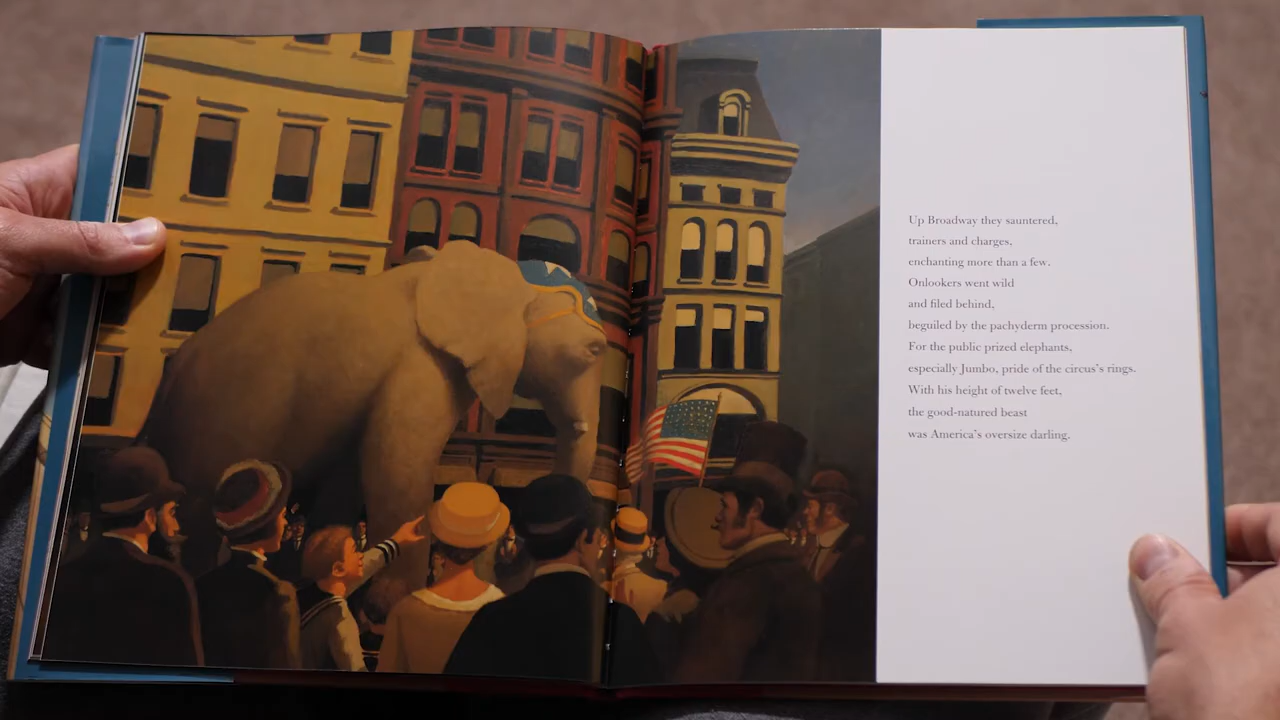 Up Broadway they sauntered,
trainers and charges,
enchanting more than a few.
Onlookers went wild
and filed behind,
beguiled by the pachyderm procession.
For the public prized elephants,
especially Jumbo, pride of the circus's rings.
With his height of twelve feet,
the good-natured beast
was America's oversize darling.